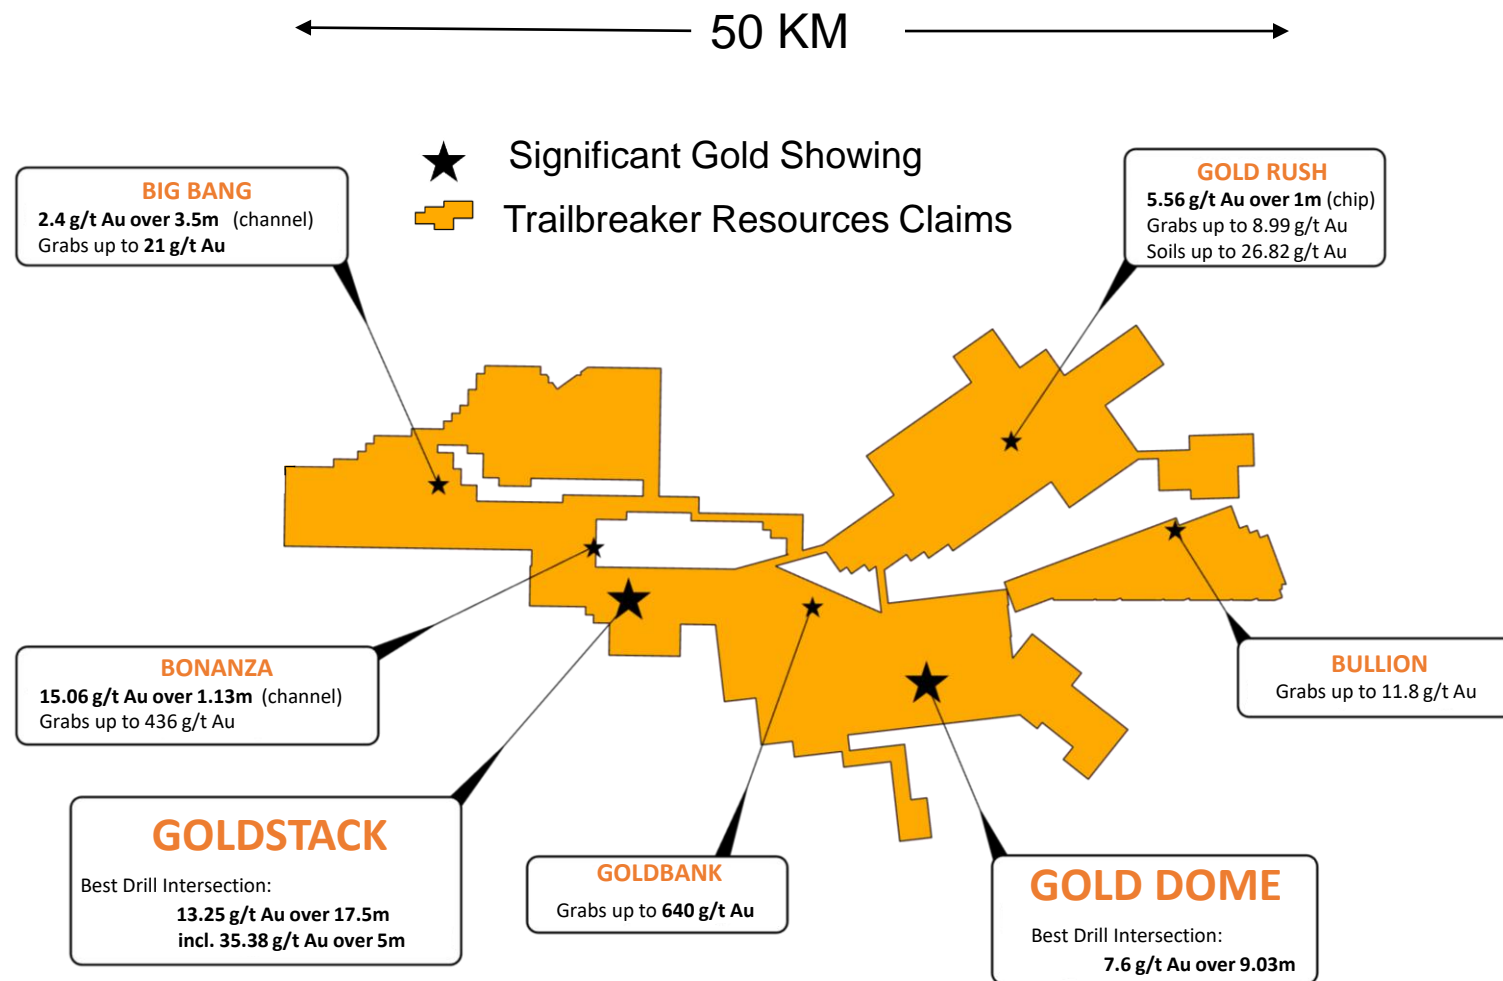 50 KM
Significant Gold Showing
Trailbreaker Resources Claims
BIG BANG
2.4 g/t Au over 3.5m (channel)
Grabs up to 21 g/t Au
GOLD RUSH
5.56 g/t Au over 1m (chip)
Grabs up to 8.99 g/t Au
Soils up to 26.82 g/t Au
BONANZA
15.06 g/t Au over 1.13m (channel)
Grabs up to 436 g/t Au
BULLION
Grabs up to 11.8 g/t Au
GOLDSTACK
Best Drill Intersection:
13.25 g/t Au over 17.5m
incl. 35.38 g/t Au over 5m
GOLDBANK
Grabs up to 640 g/t Au
GOLD DOME
Best Drill Intersection:
7.6 g/t Au over 9.03m